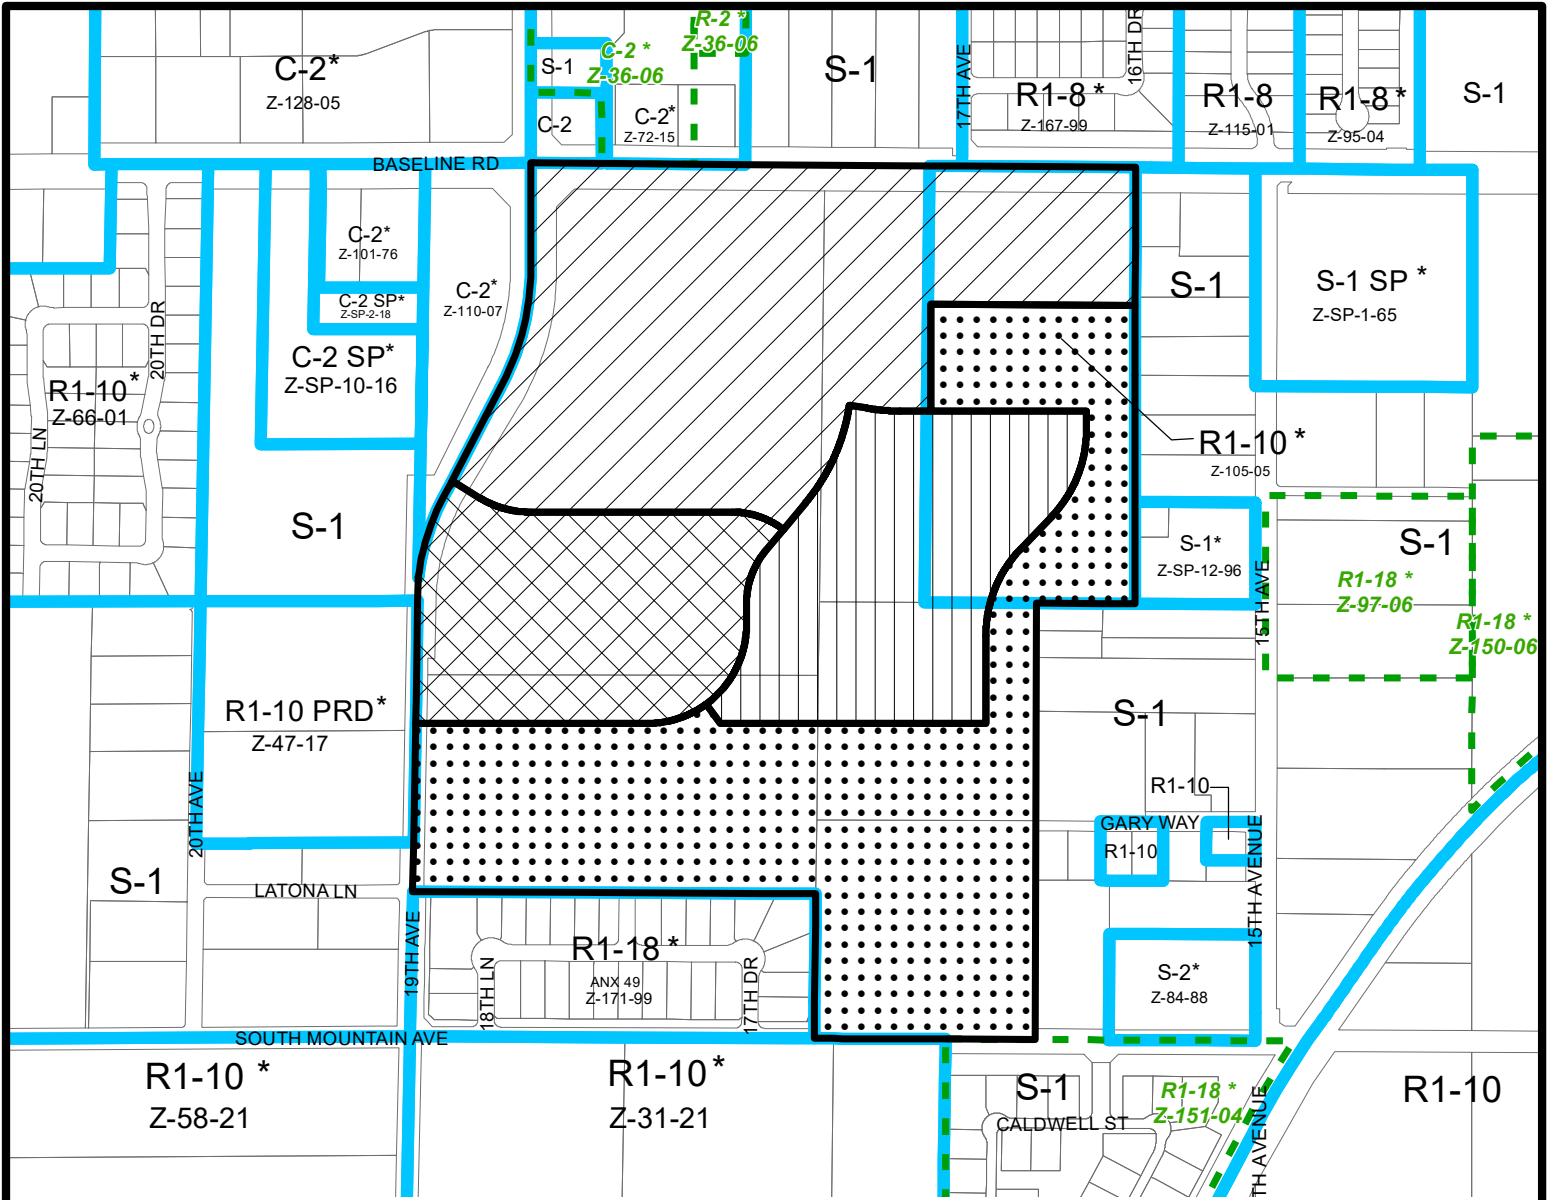 R-2 *
Z-36-06
C-2 *
Z-36-06
C-2*
Z-128-05
S-1
C-2
C-2*
Z-72-15
S-1
17TH AVE
16TH DR
R1-8 *
Z-167-99
R1-8
Z-115-01
R1-8 *
Z-95-04
S-1
BASELINE RD
C-2*
Z-101-76
C-2 SP*
Z-SP-2-18
C-2*
Z-110-07
C-2 SP*
Z-SP-10-16
20TH DR
R1-10*
Z-66-01
20TH LN
S-1
S-1
S-1 SP *
Z-SP-1-65
R1-10 *
Z-105-05
S-1*
Z-SP-12-96
15TH AVE
S-1
R1-18 *
Z-97-06
R1-18 *
Z-150-06
R1-10 PRD*
Z-47-17
20TH AVE
S-1
S-1
R1-10
GARY WAY
R1-10
15TH AVENUE
LATONA LN
19TH AVE
R1-18 *
ANX 49
Z-171-99
18TH LN
17TH DR
S-2*
Z-84-88
SOUTH MOUNTAIN AVE
R1-10 *
Z-58-21
R1-10 *
Z-31-21
S-1
CALDWELL ST
R1-18 *
Z-151-04
TH AVENUE
R1-10